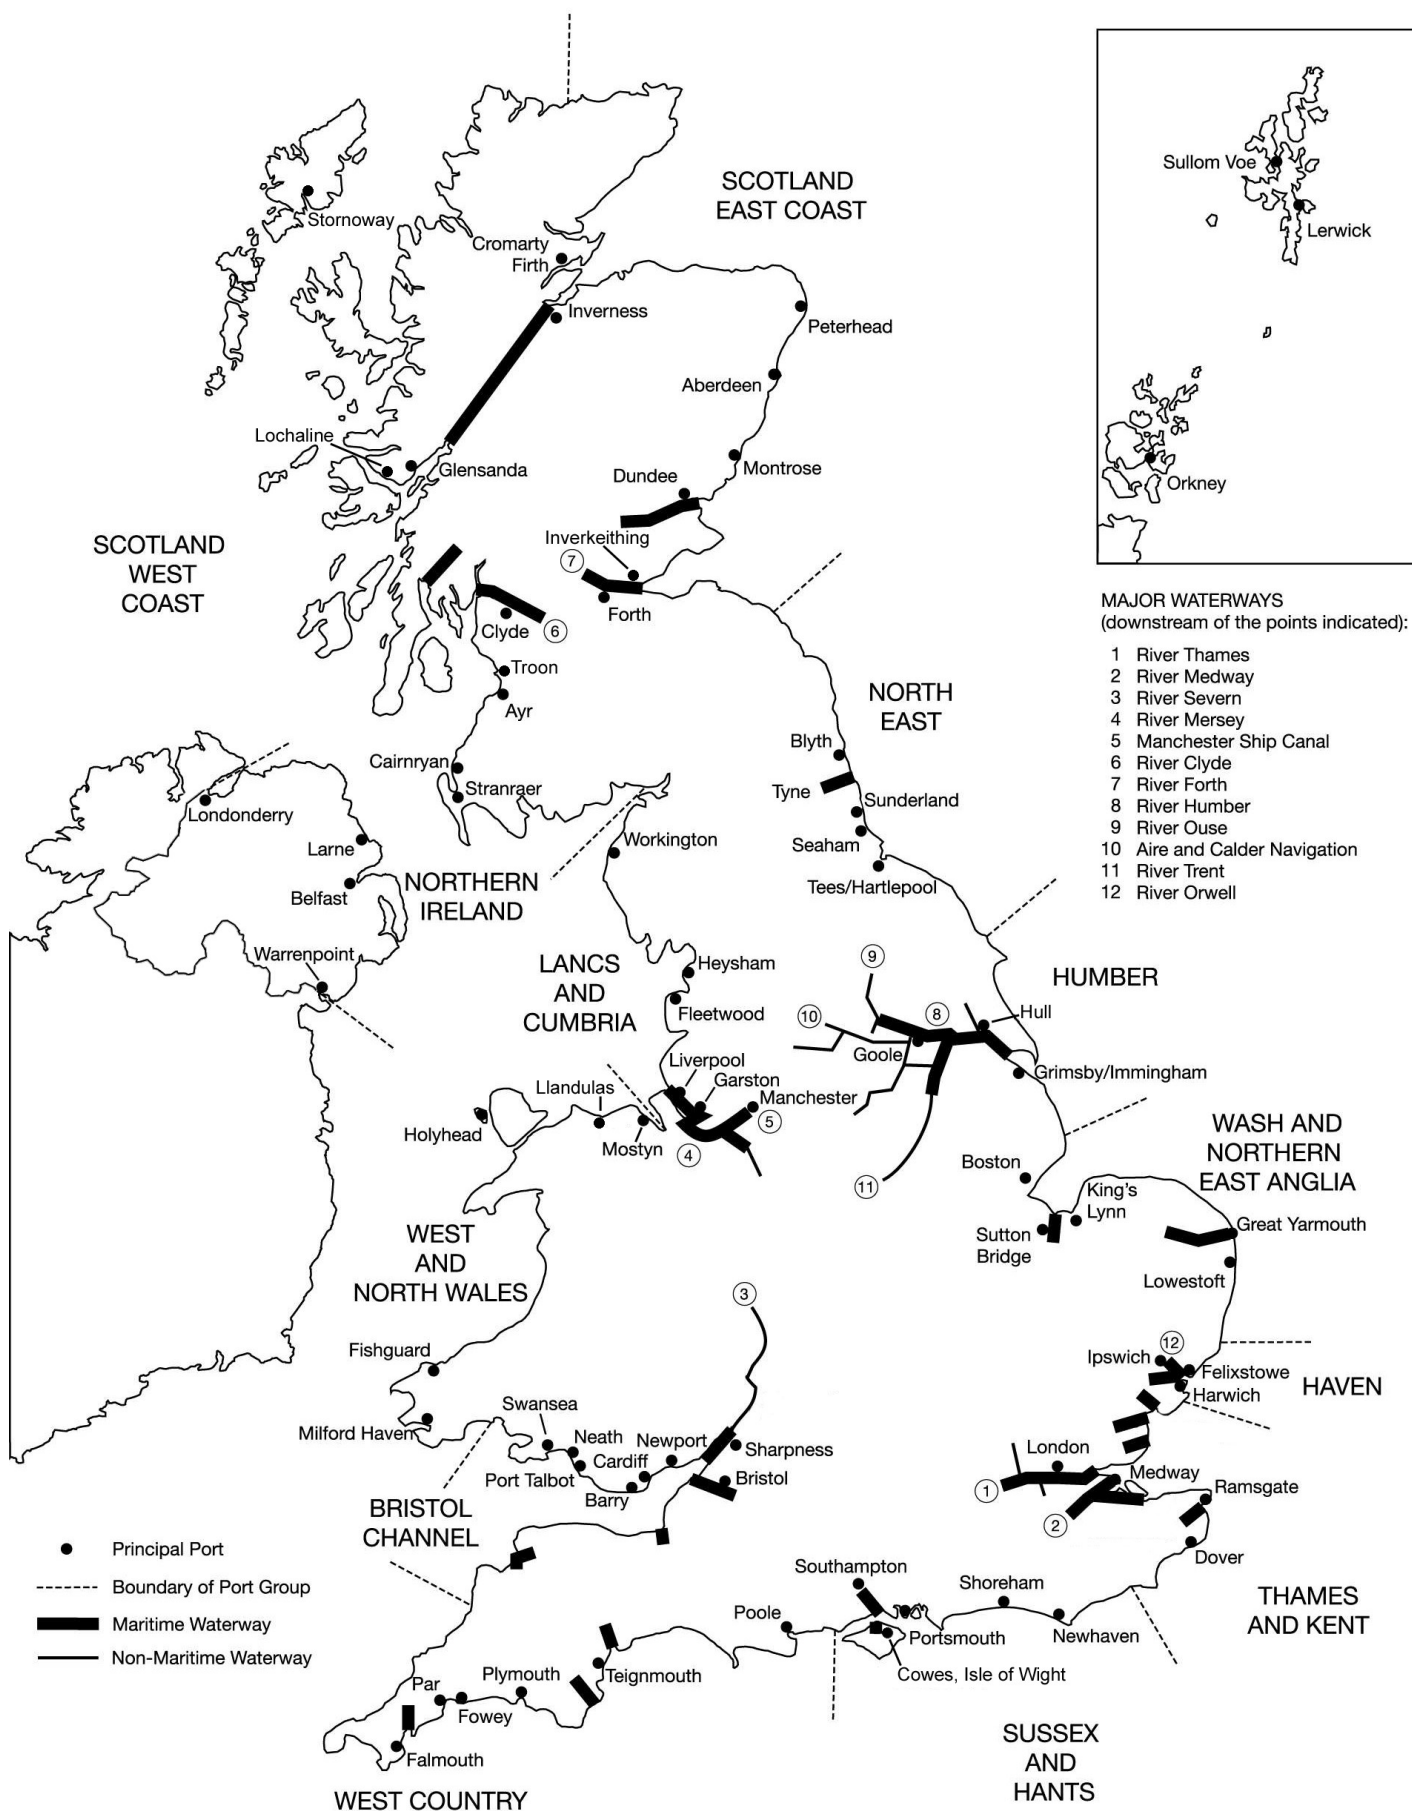 SCOTLAND
EAST COAST
Stornoway
Cromarty
Firth
Inverness
Peterhead
Aberdeen
Lochaline
Glensanda
Montrose
Dundee
Inverkeithing
7
Forth
SCOTLAND
WEST
COAST
Clyde
6
Troon
Ayr
Cairnryan
Stranraer
Sullom Voe
Lerwick
Orkney
MAJOR WATERWAYS
(downstream of the points indicated):
1 River Thames
2 River Medway
3 River Severn
4 River Mersey
5 Manchester Ship Canal
6 River Clyde
7 River Forth
8 River Humber
9 River Ouse
10 Aire and Calder Navigation
11 River Trent
12 River Orwell
NORTH
EAST
Blyth
Tyne
Sunderland
Seaham
Tees/Hartlepool
Londonderry
Larne
Belfast
Warrenpoint
NORTHERN
IRELAND
Workington
LANCS
AND
CUMBRIA
Heysham
Fleetwood
Liverpool
Garston
Manchester
5
4
Llandulas
Mostyn
Holyhead
HUMBER
9
10
8
Hull
Goole
Grimsby/Immingham
11
WASH AND
NORTHERN
EAST ANGLIA
Boston
King's
Lynn
Sutton
Bridge
Great Yarmouth
Lowestoft
WEST
AND
NORTH WALES
Fishguard
Milford Haven
3
12
Ipswich
Felixstowe
Harwich
HAVEN
Swansea
Neath
Port Talbot
Cardiff
Barry
Newport
Sharpness
Bristol
BRISTOL
CHANNEL
London
1
Medway
2
Ramsgate
Dover
THAMES
AND KENT
Southampton
Shoreham
Poole
Portsmouth
Newhaven
Cowes, Isle of Wight
SUSSEX
AND
HANTS
Par
Plymouth
Teignmouth
Fowey
Falmouth
WEST COUNTRY
Principal Port
Boundary of Port Group
Maritime Waterway
Non-Maritime Waterway